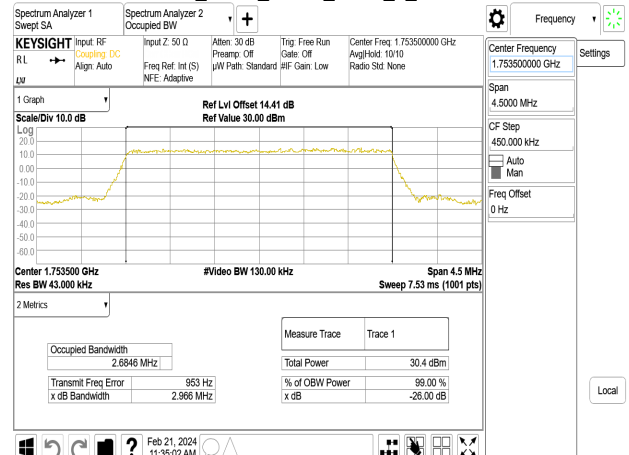 Spectrum Analyzer 1
Swept SA
Spectrum Analyzer 2
Occupied BW
+
Frequency
KEYSIGHT
RL
LXI
Input: RF
Coupling: DC
Align: Auto
Input Z: 50 Ω
Freq Ref: Int (S)
NFE: Adaptive
Atten: 30 dB
Preamp: Off
µW Path: Standard
Trig: Free Run
Gate: Off
#IF Gain: Low
Center Freq: 1.753500000 GHz
Avg|Hold: 10/10
Radio Std: None
Center Frequency
1.753500000 GHz
Settings
Span
4.5000 MHz
CF Step
450.000 kHz
Auto
Man
Freq Offset
0 Hz
Local
1 Graph
Scale/Div 10.0 dB
Ref Lvl Offset 14.41 dB
Ref Value 30.00 dBm
Log
20.0
10.0
0.00
-10.0
-20.0
-30.0
-40.0
-50.0
-60.0
Center 1.753500 GHz
#Video BW 130.00 kHz
Span 4.5 MHz
Res BW 43.000 kHz
Sweep 7.53 ms (1001 pts)
2 Metrics
Measure Trace Trace 1
Occupied Bandwidth
2.6846 MHz
Total Power 30.4 dBm
Transmit Freq Error 953 Hz
% of OBW Power 99.00 %
x dB Bandwidth 2.966 MHz
x dB -26.00 dB
?
Feb 21, 2024
11:35:02 AM